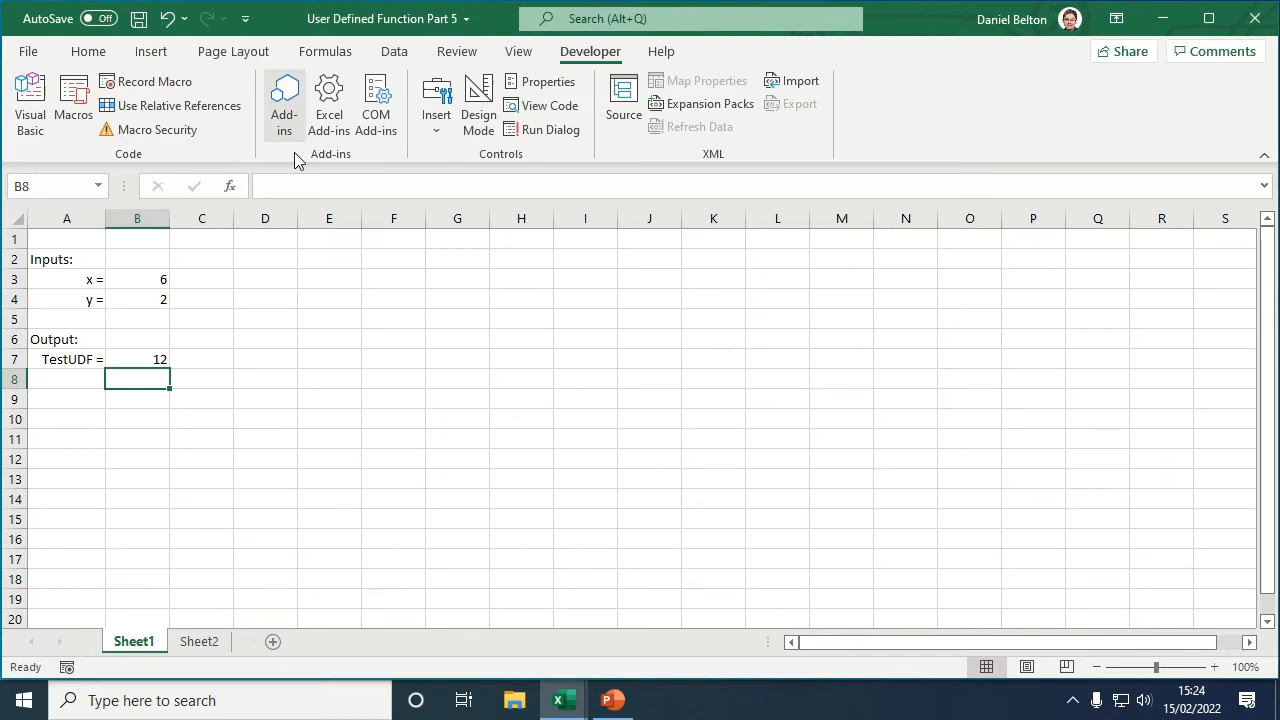 AutoSave Off
User Defined Function Part 5
Search (Alt+Q)
Daniel Belton
File Home Insert Page Layout Formulas Data Review View Developer Help
Share Comments
Visual Basic
Macros
Record Macro
Use Relative References
Macro Security
Code
Add-ins
Excel Add-ins
COM Add-ins
Add-ins
Insert
Design Mode
Properties
View Code
Run Dialog
Controls
Source
Map Properties
Expansion Packs
Refresh Data
Import
Export
XML
B8
fx
A B C D E F G H I J K L M N O P Q R S
1
2 Inputs:
3 x = 6
4 y = 2
5
6 Output:
7 TestUDF = 12
8
9
10
11
12
13
14
15
16
17
18
19
20
Sheet1 Sheet2
Ready
100%
Type here to search
15:24
15/02/2022